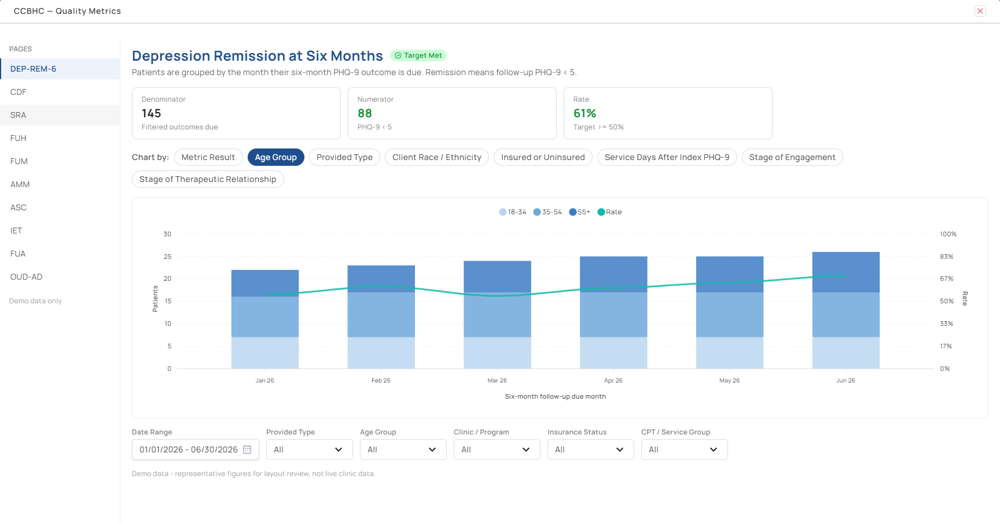 CCBHC — Quality Metrics
PAGES
DEP-REM-6
CDF
SRA
FUH
FUM
AMM
ASC
IET
FUA
OUD-AD
Demo data only
Depression Remission at Six Months
Target Met
Patients are grouped by the month their six-month PHQ-9 outcome is due. Remission means follow-up PHQ-9 < 5.
Denominator
145
Filtered outcomes due
Numerator
88
PHQ-9 < 5
Rate
61%
Target >= 50%
Chart by: Metric Result Age Group Provided Type Client Race / Ethnicity Insured or Uninsured Service Days After Index PHQ-9 Stage of Engagement
Stage of Therapeutic Relationship
18-34 35-54 55+ Rate
30 100%
25 83%
20 67%
15 50%
10 33%
5 17%
0 0%
Patients
Rate
Jan 26 Feb 26 Mar 26 Apr 26 May 26 Jun 26
Six-month follow-up due month
Date Range Provided Type Age Group Clinic / Program Insurance Status CPT / Service Group
01/01/2026 - 06/30/2026 All All All All All
Demo data - representative figures for layout review, not live clinic data.